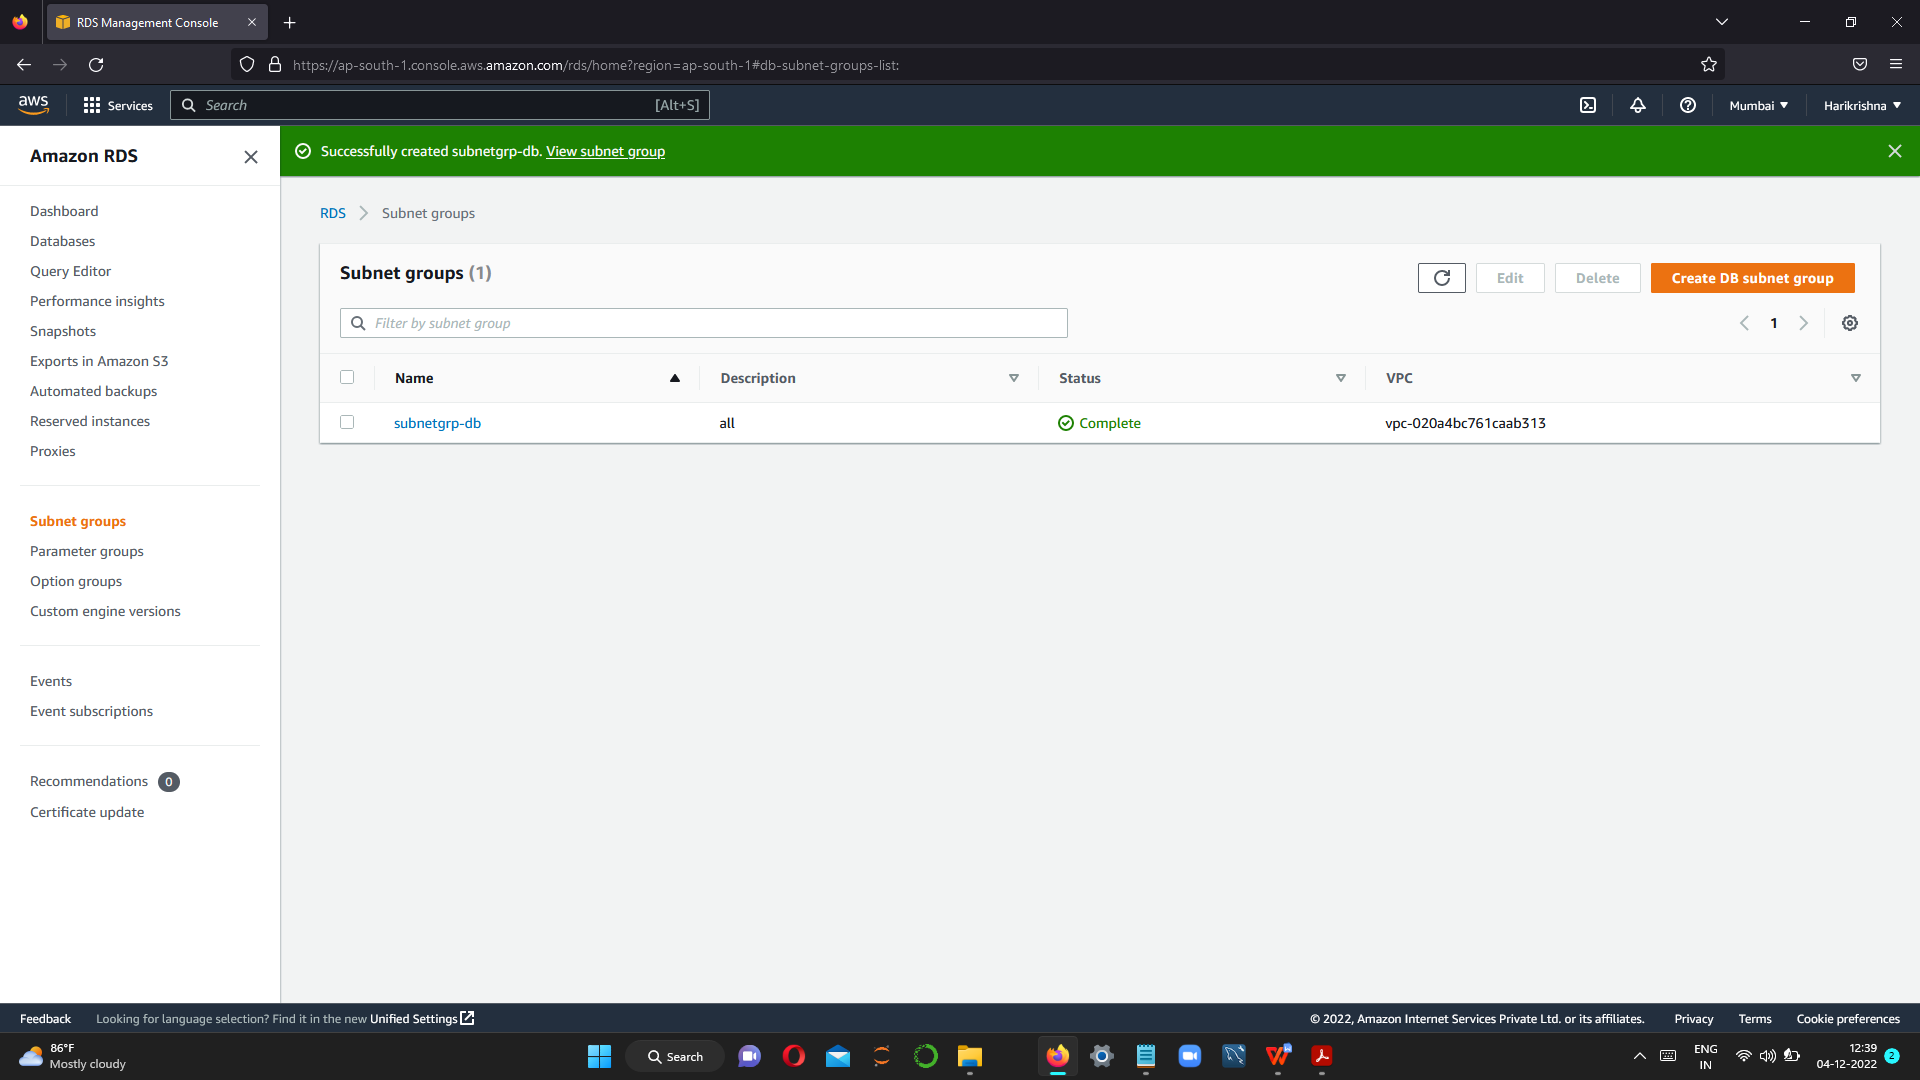 RDS Management Console
https://ap-south-1.console.aws.amazon.com/rds/home?region=ap-south-1#db-subnet-groups-list:
aws
Services
Search
[Alt+S]
Mumbai
Harikrishna
Amazon RDS
Dashboard
Databases
Query Editor
Performance insights
Snapshots
Exports in Amazon S3
Automated backups
Reserved instances
Proxies
Subnet groups
Parameter groups
Option groups
Custom engine versions
Events
Event subscriptions
Recommendations 0
Certificate update
Successfully created subnetgrp-db. View subnet group
RDS > Subnet groups
Subnet groups (1)
Edit
Delete
Create DB subnet group
Filter by subnet group
1
Name Description Status VPC
subnetgrp-db all Complete vpc-020a4bc761caab313
Feedback Looking for language selection? Find it in the new Unified Settings
© 2022, Amazon Internet Services Private Ltd. or its affiliates. Privacy Terms Cookie preferences
86°F
Mostly cloudy
Search
ENG
IN
12:39
04-12-2022
2